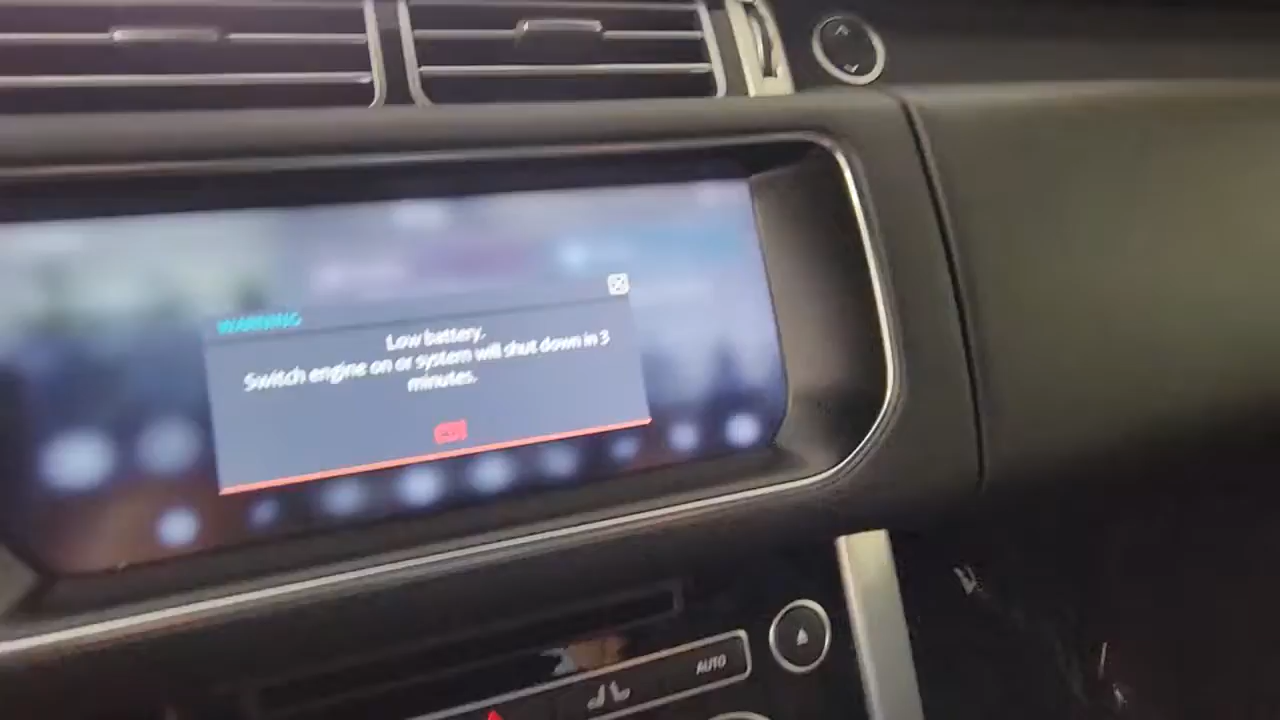 WARNING
Low battery.
Switch engine on or system will shut down in 3
minutes.
AUTO